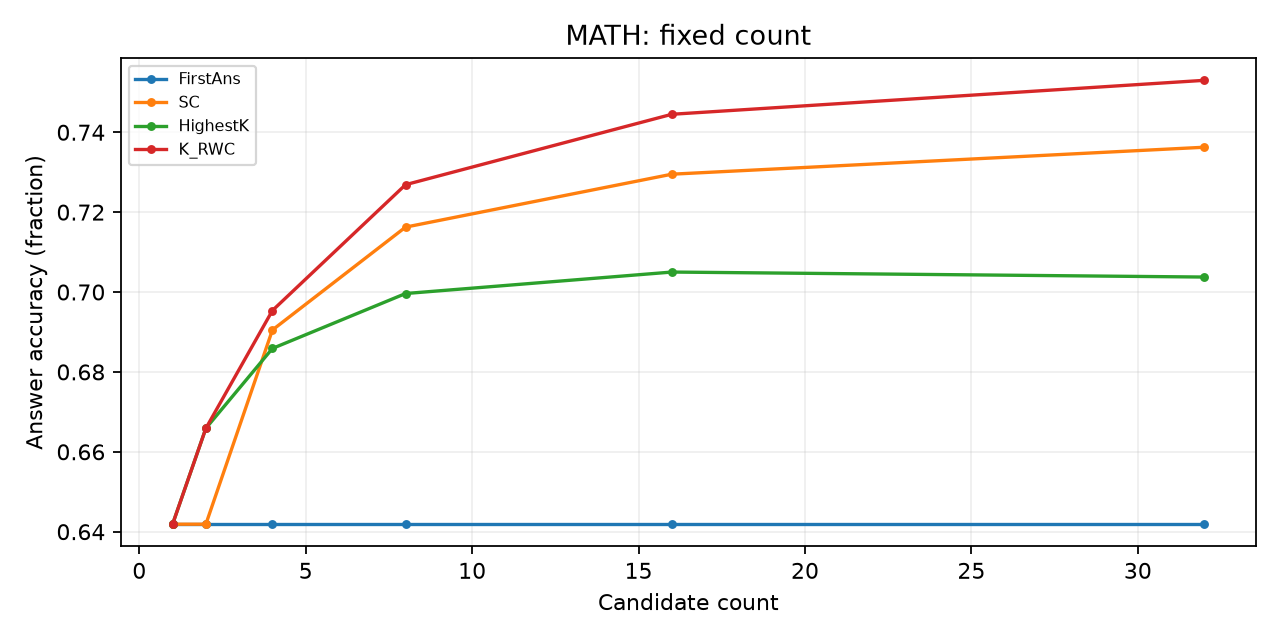 MATH: fixed count
FirstAns
SC
HighestK
K_RWC
Answer accuracy (fraction)
0.74
0.72
0.70
0.68
0.66
0.64
0 5 10 15 20 25 30
Candidate count